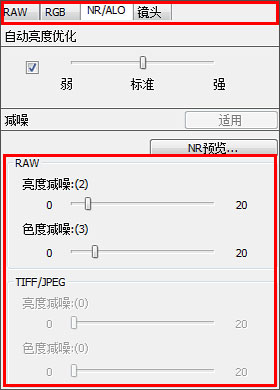 RAW RGB NR/ALO 镜头
自动亮度优化
弱 标准 强
减噪 适用
NR预览...
RAW
亮度减噪:(2)
0 20
色度减噪:(3)
0 20
TIFF/JPEG
亮度减噪:(0)
0 20
色度减噪:(0)
0 20